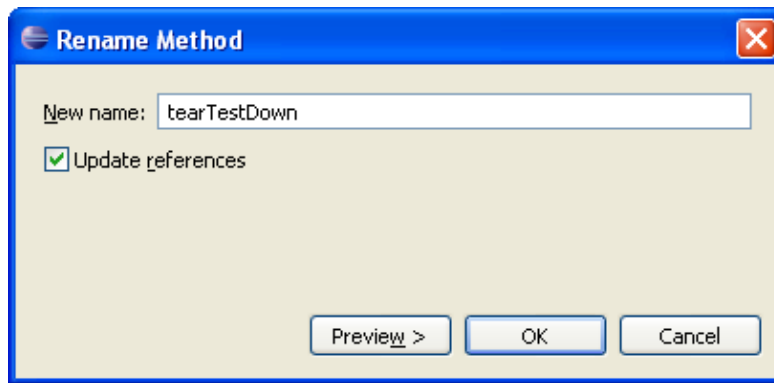 Rename Method
New name: tearTestDown
Update references
Preview > OK Cancel